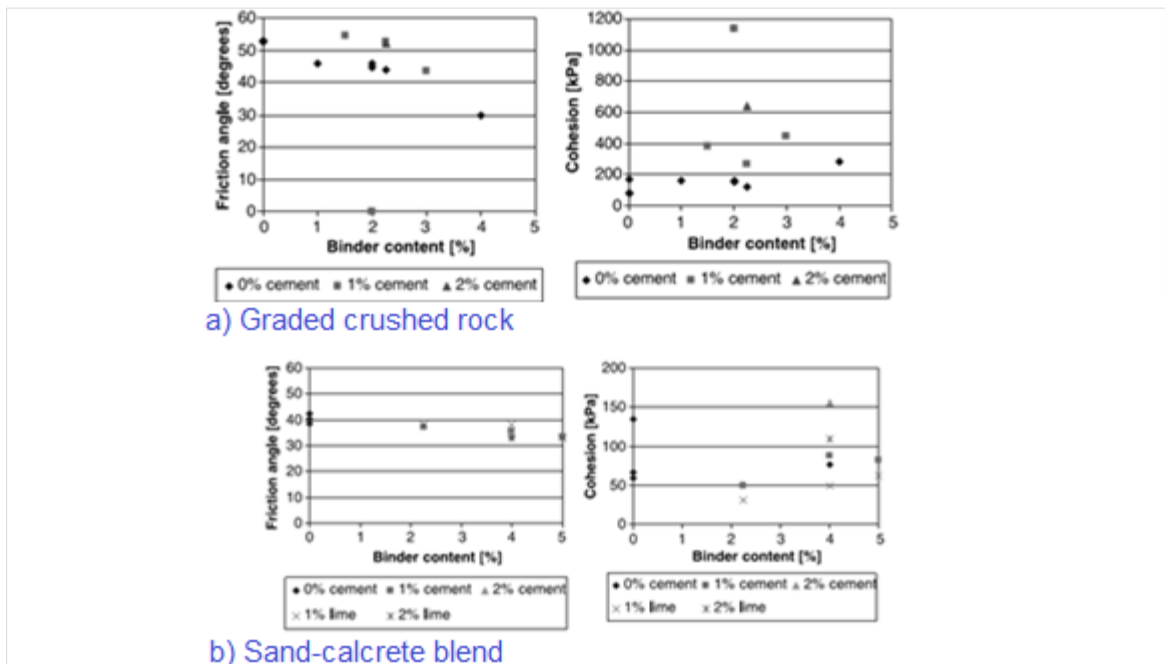 60
50
40
30
20
10
0
Friction angle [degrees]
0 1 2 3 4 5
Binder content [%]
◆ 0% cement ■ 1% cement ▲ 2% cement
1200
1000
800
600
400
200
0
Cohesion [kPa]
0 1 2 3 4 5
Binder content [%]
◆ 0% cement ■ 1% cement ▲ 2% cement
a) Graded crushed rock
60
50
40
30
20
10
0
Friction angle [degrees]
0 1 2 3 4 5
Binder content [%]
◆ 0% cement ■ 1% cement ▲ 2% cement
× 1% lime ж 2% lime
200
150
100
50
0
Cohesion [kPa]
0 1 2 3 4 5
Binder content [%]
◆ 0% cement ■ 1% cement ▲ 2% cement
× 1% lime ж 2% lime
b) Sand-calcrete blend